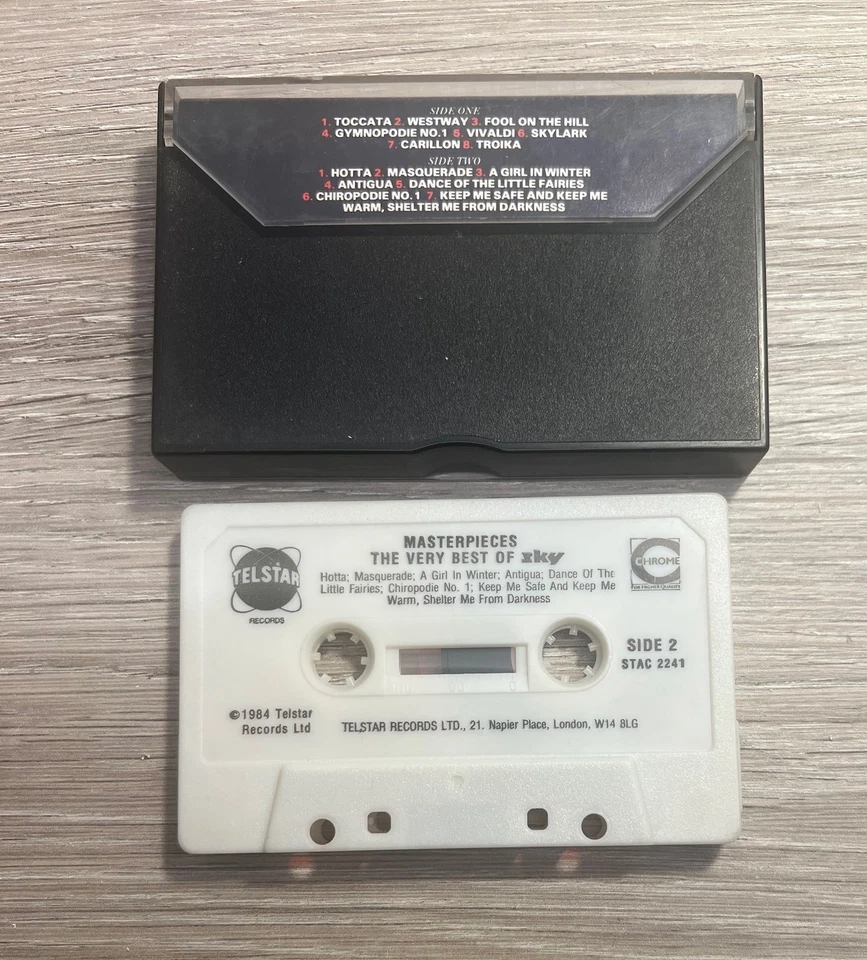 SIDE ONE
1. TOCCATA 2. WESTWAY 3. FOOL ON THE HILL
4. GYMNOPODIE NO.1 5. VIVALDI 6. SKYLARK
7. CARILLON 8. TROIKA
SIDE TWO
1. HOTTA 2. MASQUERADE 3. A GIRL IN WINTER
4. ANTIGUA 5. DANCE OF THE LITTLE FAIRIES
6. CHIROPODIE NO.1 7. KEEP ME SAFE AND KEEP ME
WARM, SHELTER ME FROM DARKNESS
MASTERPIECES
THE VERY BEST OF sky
Hotta; Masquerade; A Girl In Winter; Antigua; Dance Of The
Little Fairies; Chiropodie No. 1; Keep Me Safe And Keep Me
Warm, Shelter Me From Darkness
TELSTAR
RECORDS
CHROME
FOR HIGHER QUALITY
SIDE 2
STAC 2241
©1984 Telstar
Records Ltd
TELSTAR RECORDS LTD., 21. Napier Place, London, W14 8LG